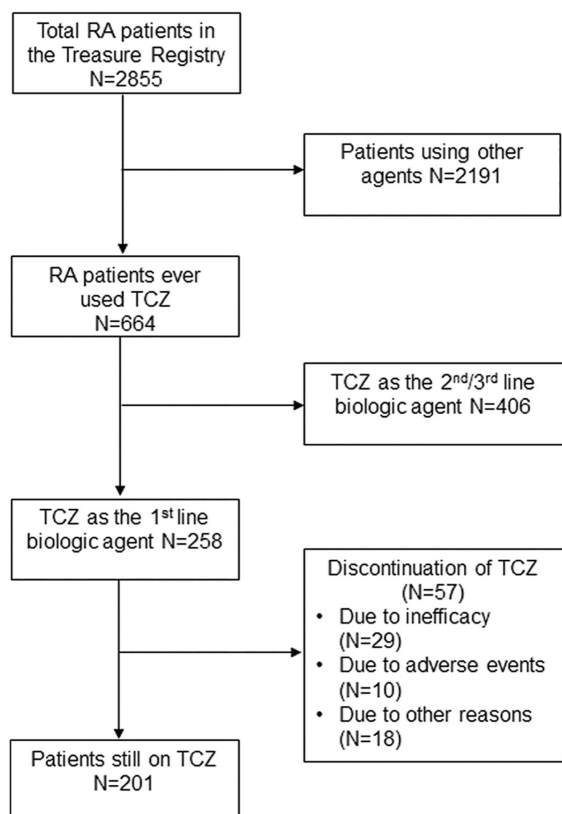 Total RA patients in
the Treasure Registry
N=2855
Patients using other
agents N=2191
RA patients ever
used TCZ
N=664
TCZ as the 2nd/3rd line
biologic agent N=406
TCZ as the 1st line
biologic agent N=258
Discontinuation of TCZ
(N=57)
• Due to inefficacy
(N=29)
• Due to adverse events
(N=10)
• Due to other reasons
(N=18)
Patients still on TCZ
N=201